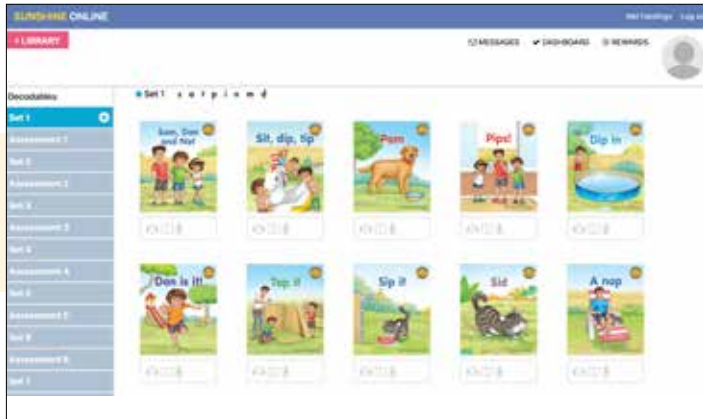 SUNSHINE ONLINE
Log out
LIBRARY
MESSAGES DASHBOARD REWARDS
Decodables
Set 1
Assessment 1
Set 2
Assessment 2
Set 3
Assessment 3
Set 4
Assessment 4
Set 5
Assessment 5
Set 6
Assessment 6
Set 7
Set 1
Sam, Dan
and Nat
Sit, dip, tip
Pam
Pips!
Dip in
Dan is it!
Tap it
Sip it
Sid
A nap